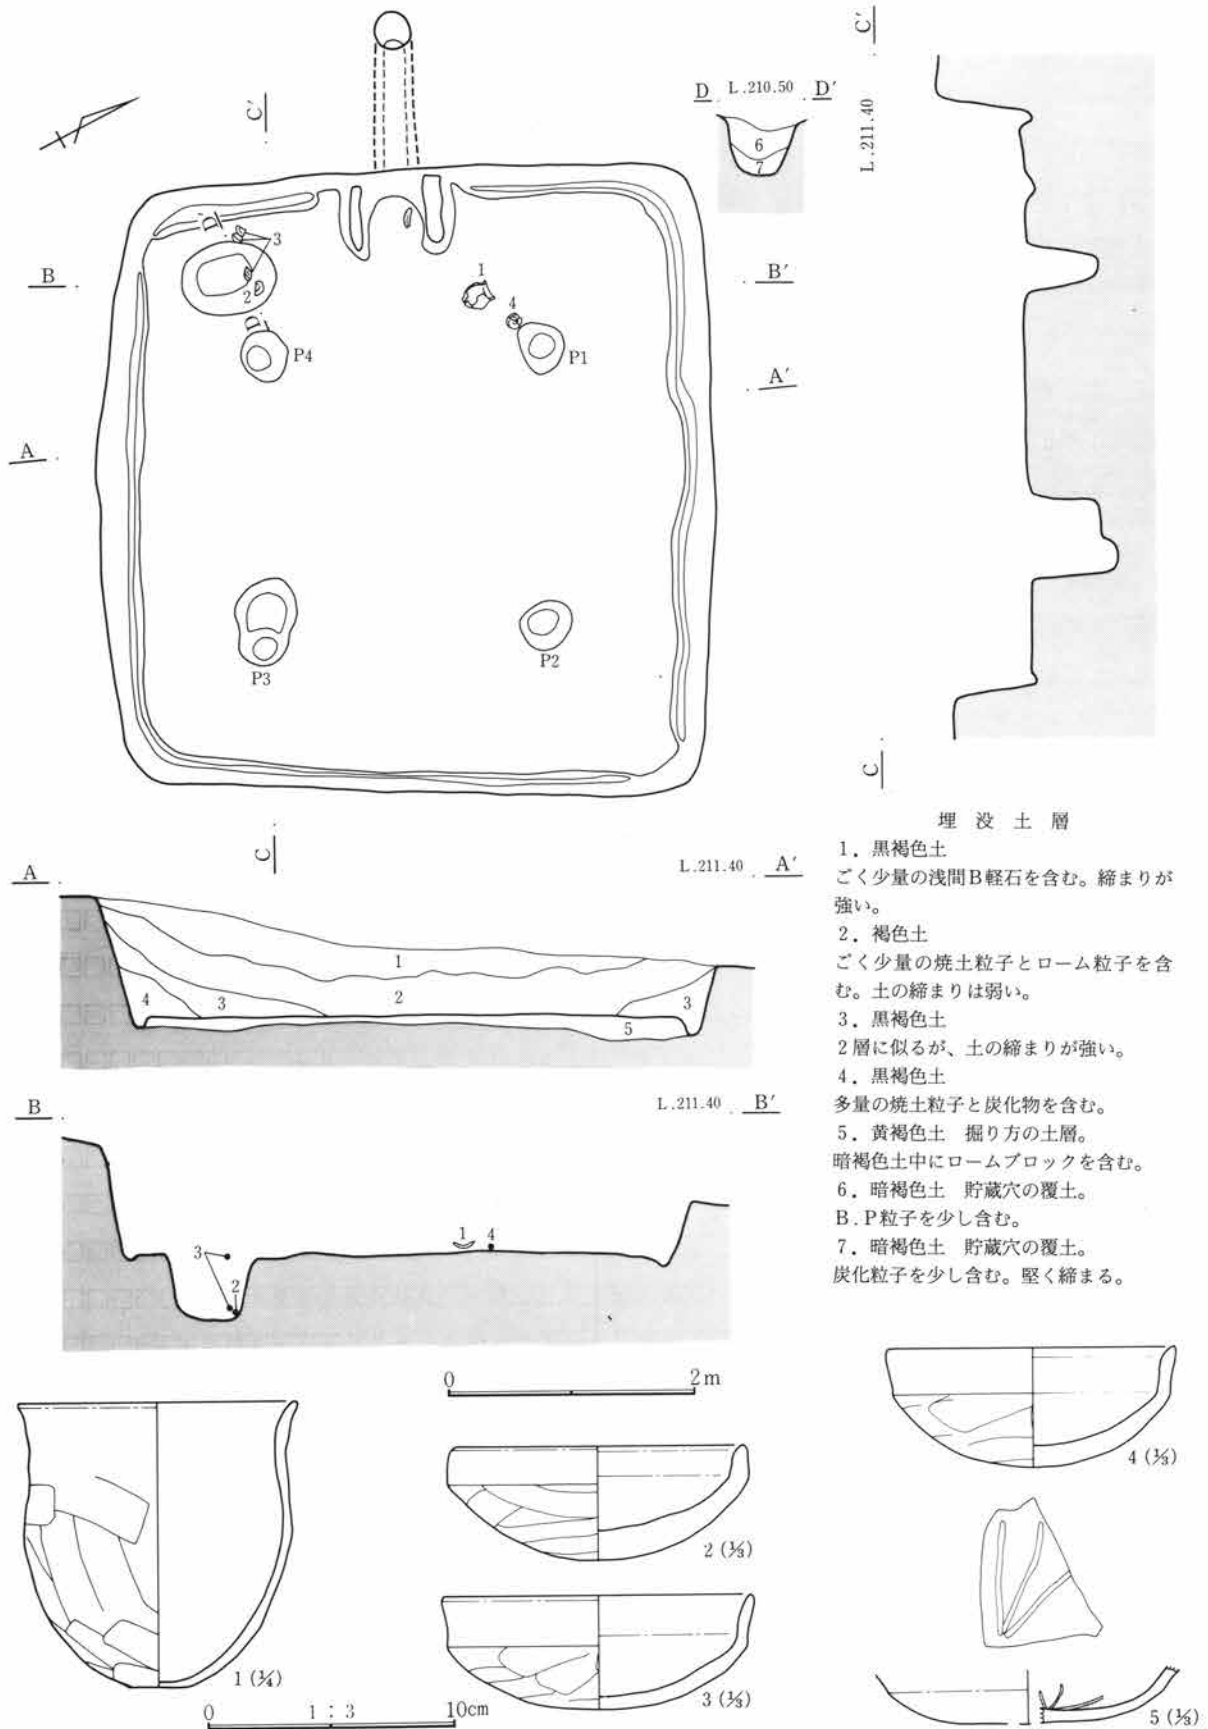 C′
C′
D L.210.50 D′
L.211.40
6
7
D′
3
B
B′
2
1
4
D
P4
P1
A′
A
P3
P2
C
C
A
L.211.40 A′
1
2
3
4
3
5
B
L.211.40 B′
3
2
1
4
埋没土層
1．黒褐色土
ごく少量の浅間B軽石を含む。締まりが
強い。
2．褐色土
ごく少量の焼土粒子とローム粒子を含
む。土の締まりは弱い。
3．黒褐色土
2層に似るが、土の締まりが強い。
4．黒褐色土
多量の焼土粒子と炭化物を含む。
5．黄褐色土　掘り方の土層。
暗褐色土中にロームブロックを含む。
6．暗褐色土　貯蔵穴の覆土。
B.P粒子を少し含む。
7．暗褐色土　貯蔵穴の覆土。
炭化粒子を少し含む。堅く締まる。
0 2m
1 (¼)
2 (⅓)
3 (⅓)
4 (⅓)
5 (⅓)
0 1：3 10cm